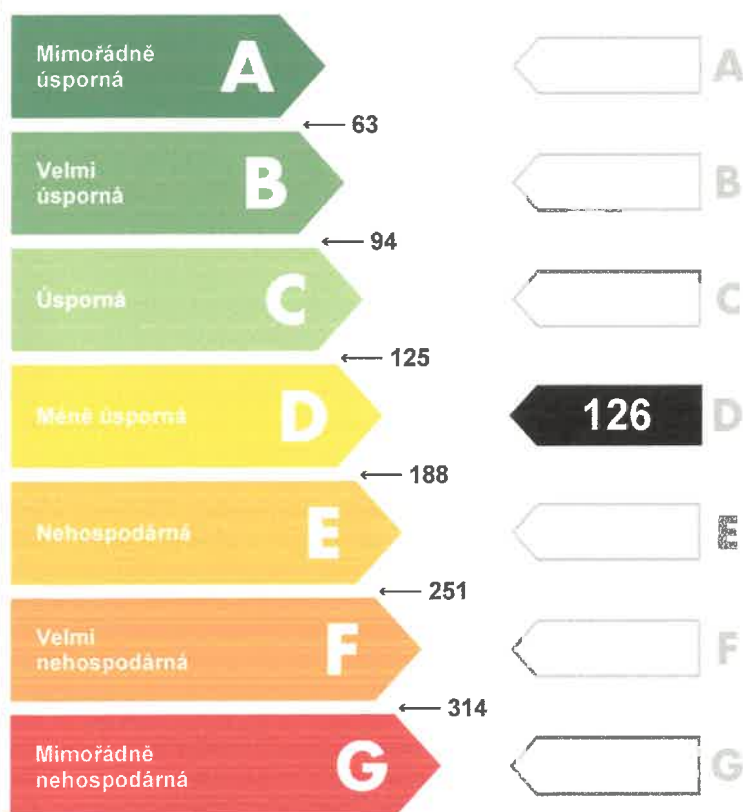 Mimořádně
úsporná
A
A
← 63
Velmi
úsporná
B
B
← 94
Úsporná
C
C
← 125
Méně úsporná
D
126
D
← 188
Nehospodárná
E
E
← 251
Velmi
nehospodárná
F
F
← 314
Mimořádně
nehospodárná
G
G